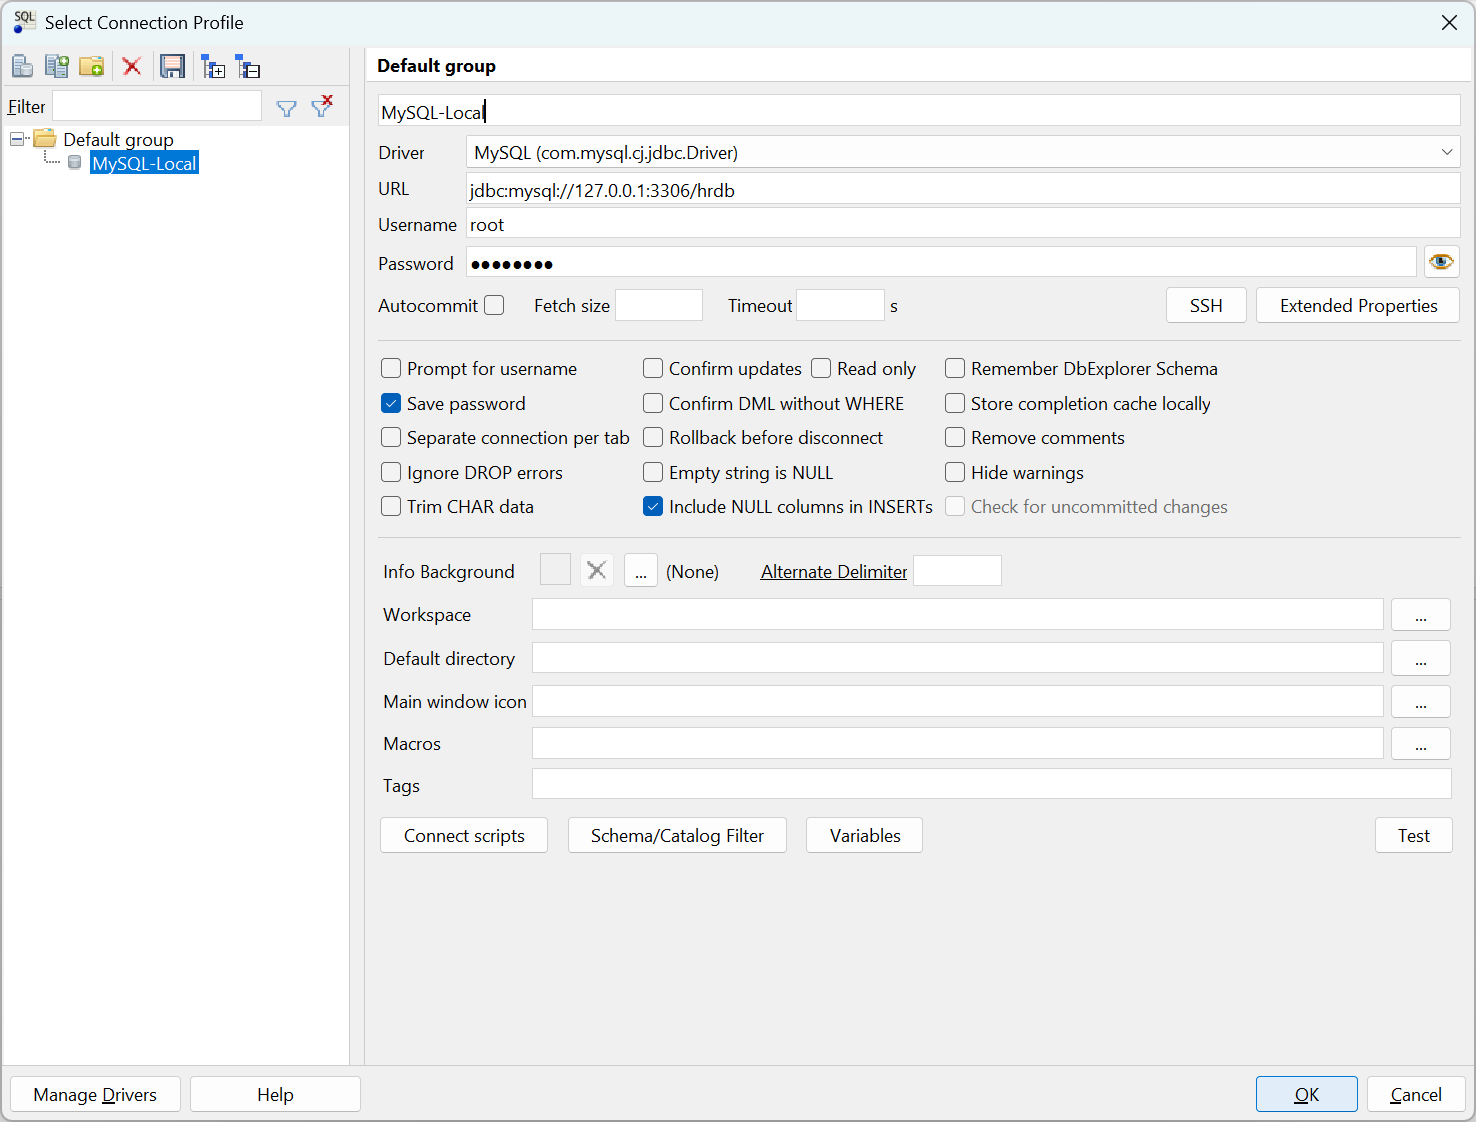 Select Connection Profile
Default group
Filter
Default group
MySQL-Local
MySQL-Local
Driver MySQL (com.mysql.cj.jdbc.Driver)
URL jdbc:mysql://127.0.0.1:3306/hrdb
Username root
Password ●●●●●●●●
Autocommit Fetch size Timeout s SSH Extended Properties
Prompt for username Confirm updates Read only Remember DbExplorer Schema
Save password Confirm DML without WHERE Store completion cache locally
Separate connection per tab Rollback before disconnect Remove comments
Ignore DROP errors Empty string is NULL Hide warnings
Trim CHAR data Include NULL columns in INSERTs Check for uncommitted changes
Info Background ... (None) Alternate Delimiter
Workspace ...
Default directory ...
Main window icon ...
Macros ...
Tags
Connect scripts Schema/Catalog Filter Variables Test
Manage Drivers Help OK Cancel